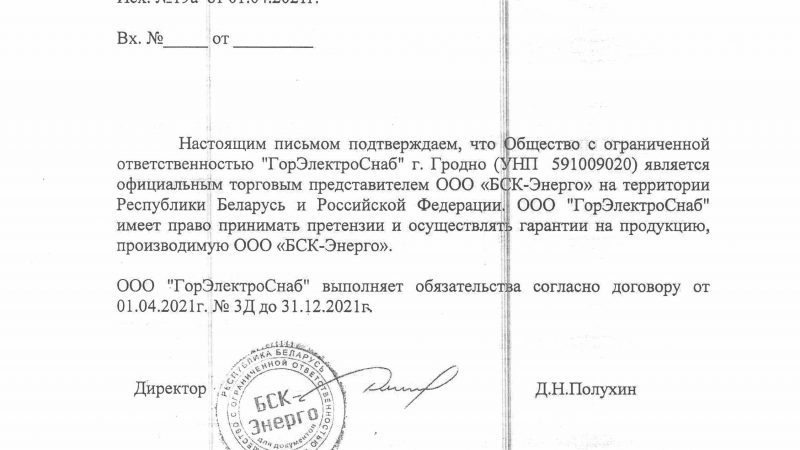 Исх. №19а от 01.04.2021г.
Вх. №_____ от _________
Настоящим письмом подтверждаем, что Общество с ограниченной
ответственностью "ГорЭлектроСнаб" г. Гродно (УНП 591009020) является
официальным торговым представителем ООО «БСК-Энерго» на территории
Республики Беларусь и Российской Федерации. ООО "ГорЭлектроСнаб"
имеет право принимать претензии и осуществлять гарантии на продукцию,
производимую ООО «БСК-Энерго».
ООО "ГорЭлектроСнаб" выполняет обязательства согласно договору от
01.04.2021г. № 3Д до 31.12.2021г.
Директор
Д.Н.Полухин
РЕСПУБЛИКА БЕЛАРУСЬ
ОБЩЕСТВО С ОГРАНИЧЕННОЙ ОТВЕТСТВЕННОСТЬЮ
БСК-
Энерго
для документов